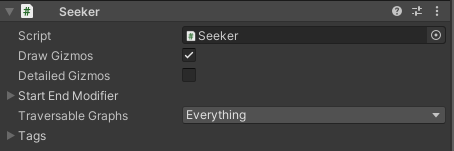 Seeker
Script Seeker
Draw Gizmos
Detailed Gizmos
Start End Modifier
Traversable Graphs Everything
Tags